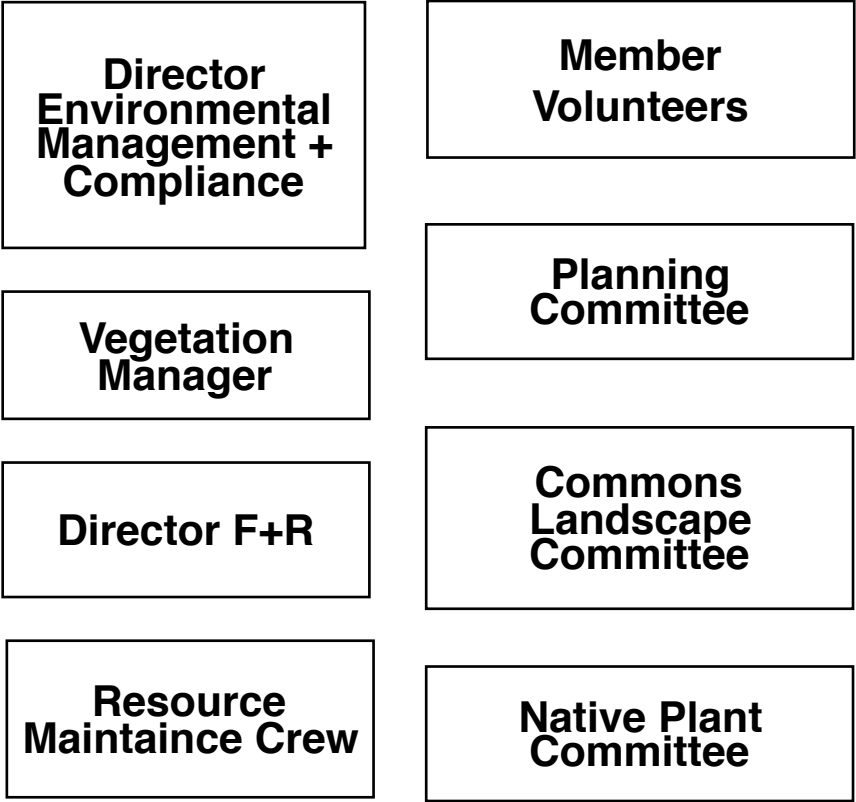 Director
Environmental
Management +
Compliance
Vegetation
Manager
Director F+R
Resource
Maintaince Crew
Member
Volunteers
Planning
Committee
Commons
Landscape
Committee
Native Plant
Committee